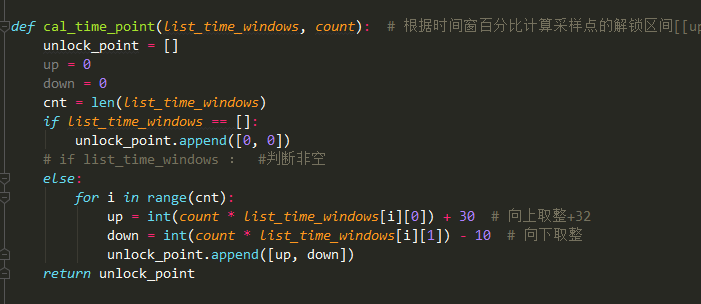 def cal_time_point(list_time_windows, count):  # 根据时间窗百分比计算采样点的解锁区间[[up
    unlock_point = []
    up = 0
    down = 0
    cnt = len(list_time_windows)
    if list_time_windows == []:
        unlock_point.append([0, 0])
    # if list_time_windows :  #判断非空
    else:
        for i in range(cnt):
            up = int(count * list_time_windows[i][0]) + 30  # 向上取整+32
            down = int(count * list_time_windows[i][1]) - 10  # 向下取整
            unlock_point.append([up, down])
    return unlock_point